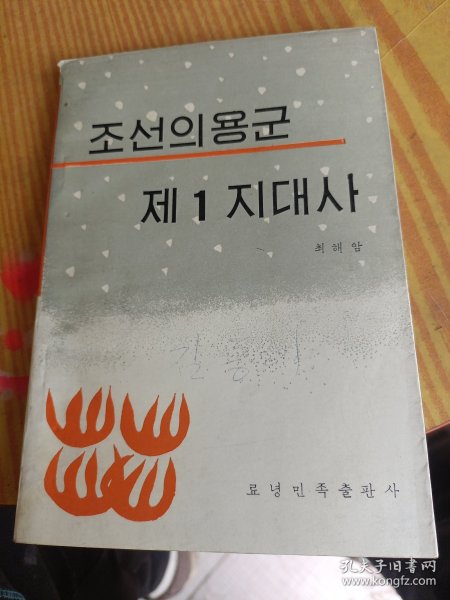 조선의용군
제 1 지대사
최해암
료녕민족출판사
孔夫子旧书网
www.kongfz.com